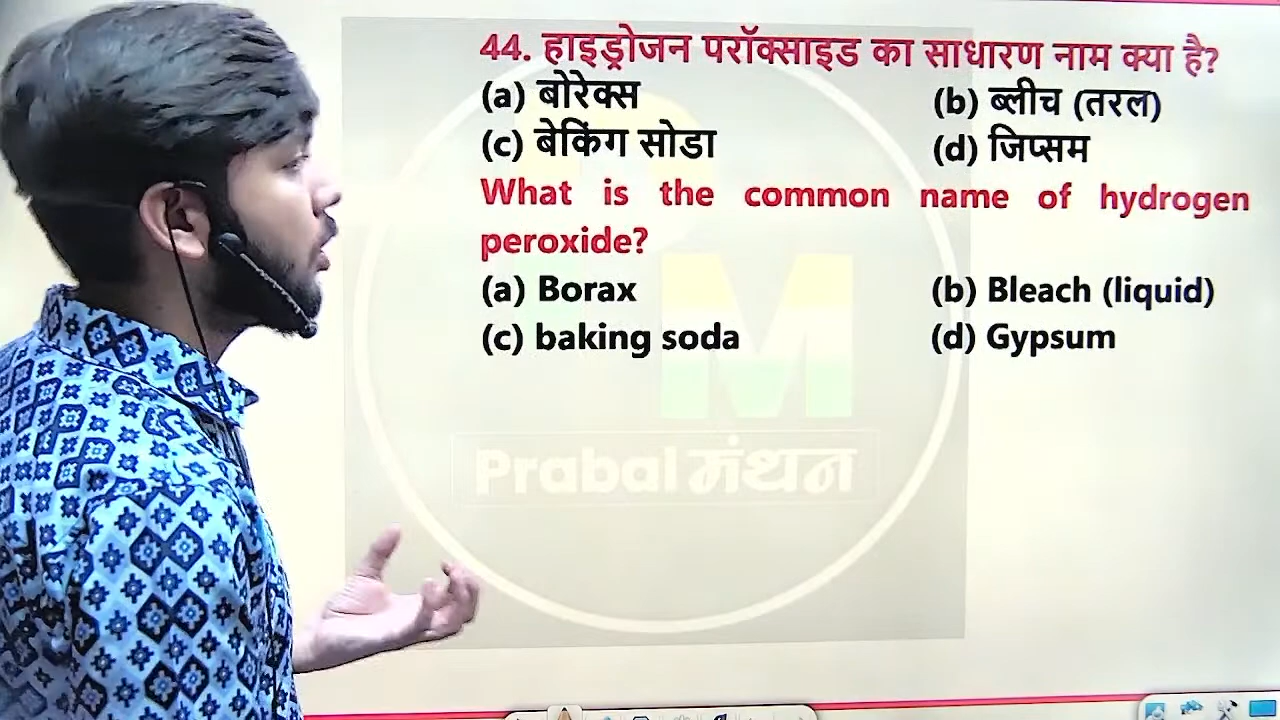 44. हाइड्रोजन परॉक्साइड का साधारण नाम क्या है?
(a) बोरेक्स (b) ब्लीच (तरल)
(c) बेकिंग सोडा (d) जिप्सम
What is the common name of hydrogen
peroxide?
(a) Borax (b) Bleach (liquid)
(c) baking soda (d) Gypsum
M
Prabal मंथन